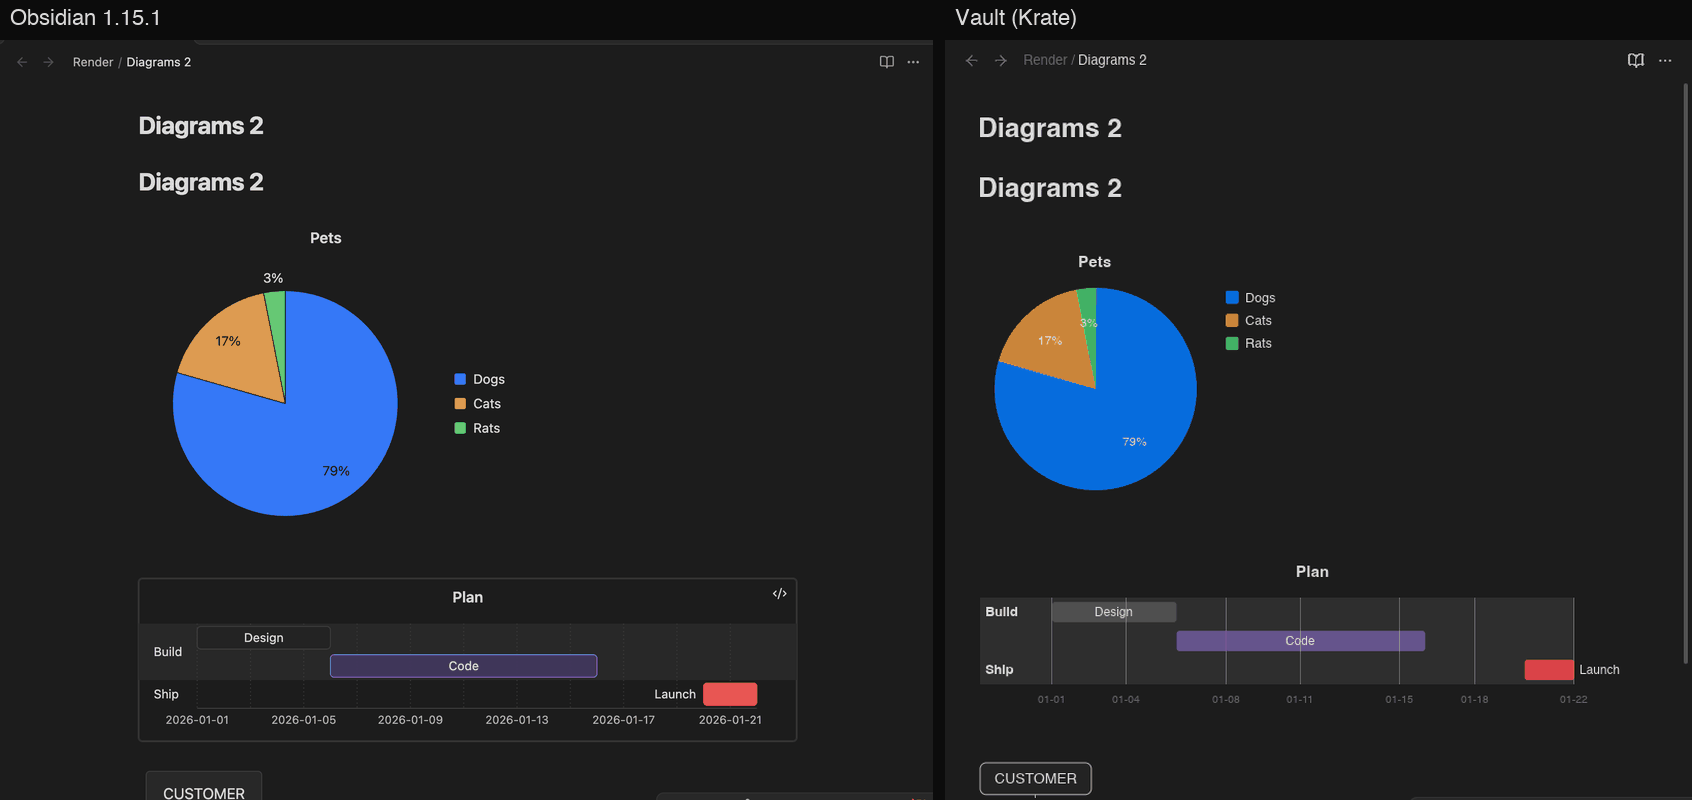 Obsidian 1.15.1
Render / Diagrams 2
Diagrams 2
Diagrams 2
Pets
3%
17%
79%
Dogs
Cats
Rats
Plan
</>
Build
Design
Code
Ship
Launch
2026-01-01 2026-01-05 2026-01-09 2026-01-13 2026-01-17 2026-01-21
CUSTOMER
Vault (Krate)
Render / Diagrams 2
Diagrams 2
Diagrams 2
Pets
3%
17%
79%
Dogs
Cats
Rats
Plan
Build
Design
Code
Ship
Launch
01-01 01-04 01-08 01-11 01-15 01-18 01-22
CUSTOMER